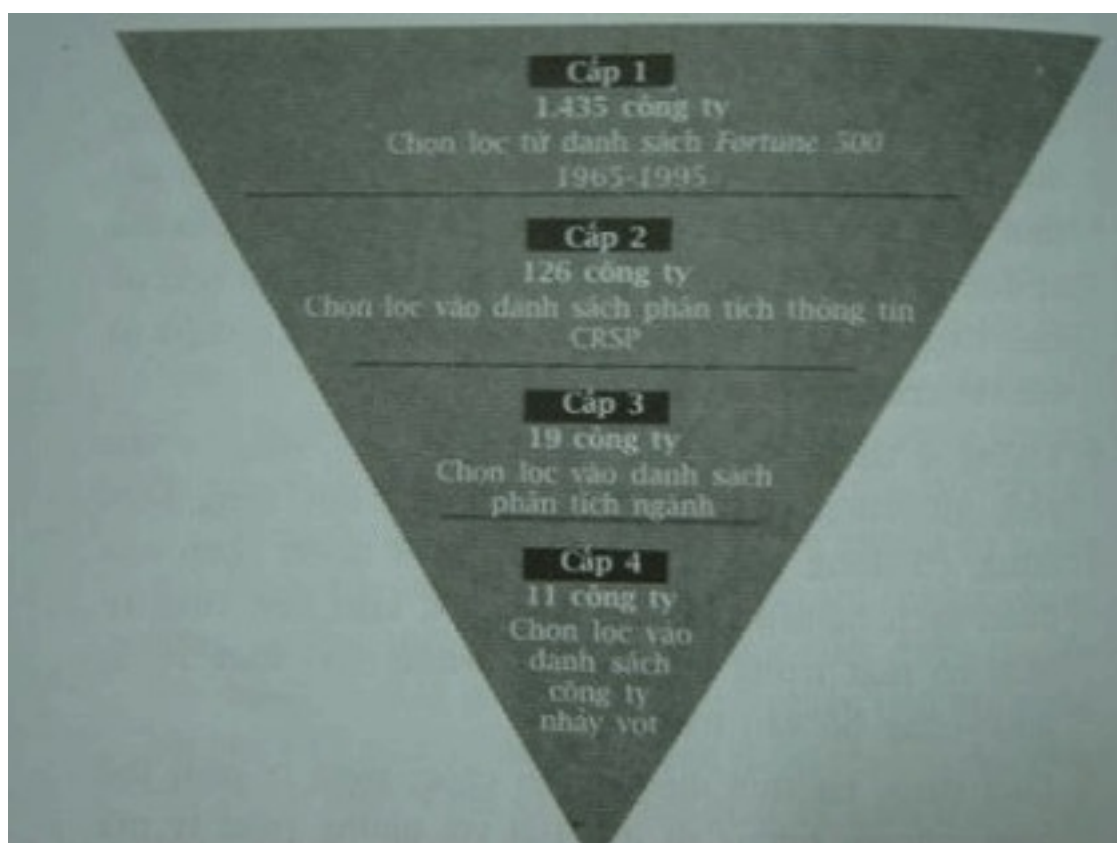 Cấp 1
1.435 công ty
Chọn lọc từ danh sách Fortune 500
1965-1995
Cấp 2
126 công ty
Chọn lọc vào danh sách phân tích thông tin
CRSP
Cấp 3
19 công ty
Chọn lọc vào danh sách
phân tích ngành
Cấp 4
11 công ty
Chọn lọc vào
danh sách
công ty
nhảy vọt